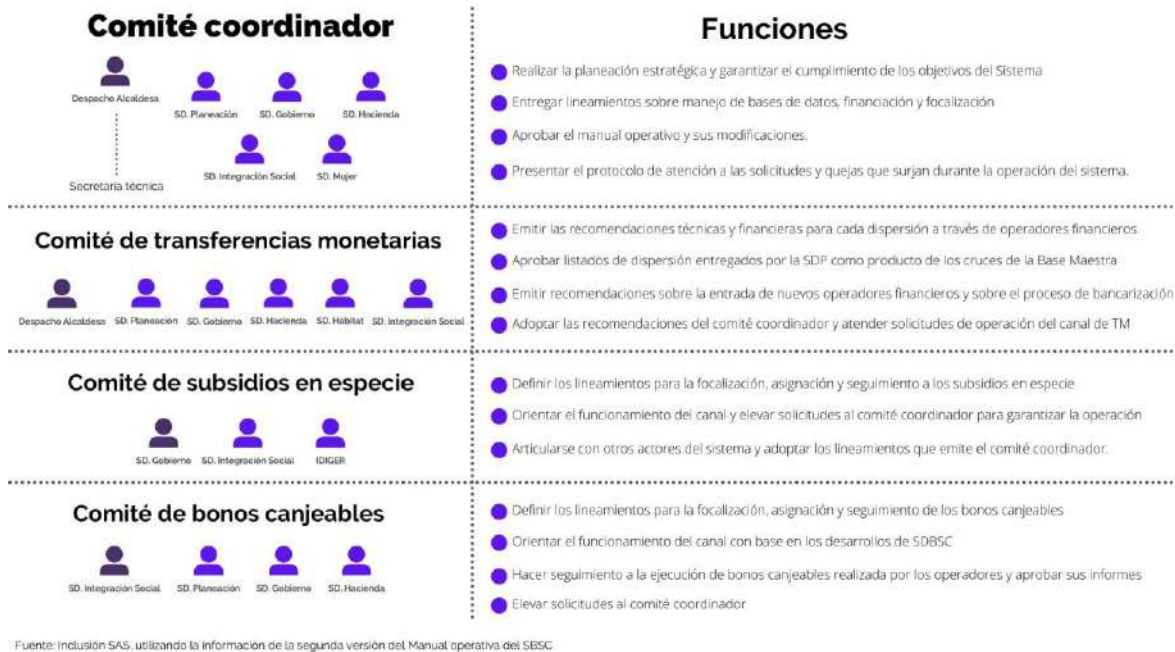 Comité coordinador
Funciones
Despacho Alcaldesa
SD. Planeación
SD. Gobierno
SD. Hacienda
SD. Integración Social
SD. Mujer
Secretaria técnica
Realizar la planeación estratégica y garantizar el cumplimiento de los objetivos del Sistema
Entregar lineamientos sobre manejo de bases de datos, financiación y focalización
Aprobar el manual operativo y sus modificaciones.
Presentar el protocolo de atención a las solicitudes y quejas que surjan durante la operación del sistema.
Comité de transferencias monetarias
Despacho Alcaldesa
SD. Planeación
SD. Gobierno
SD. Hacienda
SD. Hábitat
SD. Integración Social
Emitir las recomendaciones técnicas y financieras para cada dispersión a través de operadores financieros
Aprobar listados de dispersión entregados por la SDP como producto de los cruces de la Base Maestra
Emitir recomendaciones sobre la entrada de nuevos operadores financieros y sobre el proceso de bancarización
Adoptar las recomendaciones del comité coordinador y atender solicitudes de operación del canal de TM
Comité de subsidios en especie
SD. Gobierno
SD. Integración Social
IDIGER
Definir los lineamientos para la focalización, asignación y seguimiento a los subsidios en especie
Orientar el funcionamiento del canal y elevar solicitudes al comité coordinador para garantizar la operación
Articularse con otros actores del sistema y adoptar los lineamientos que emite el comité coordinador.
Comité de bonos canjeables
SD. Integración Social
SD. Planeación
SD. Gobierno
SD. Hacienda
Definir los lineamientos para la focalización, asignación y seguimiento de los bonos canjeables
Orientar el funcionamiento del canal con base en los desarrollos de SDBSC
Hacer seguimiento a la ejecución de bonos canjeables realizada por los operadores y aprobar sus informes
Elevar solicitudes al comité coordinador
Fuente: Inclusión SAS, utilizando la información de la segunda versión del Manual operativa del SBSC